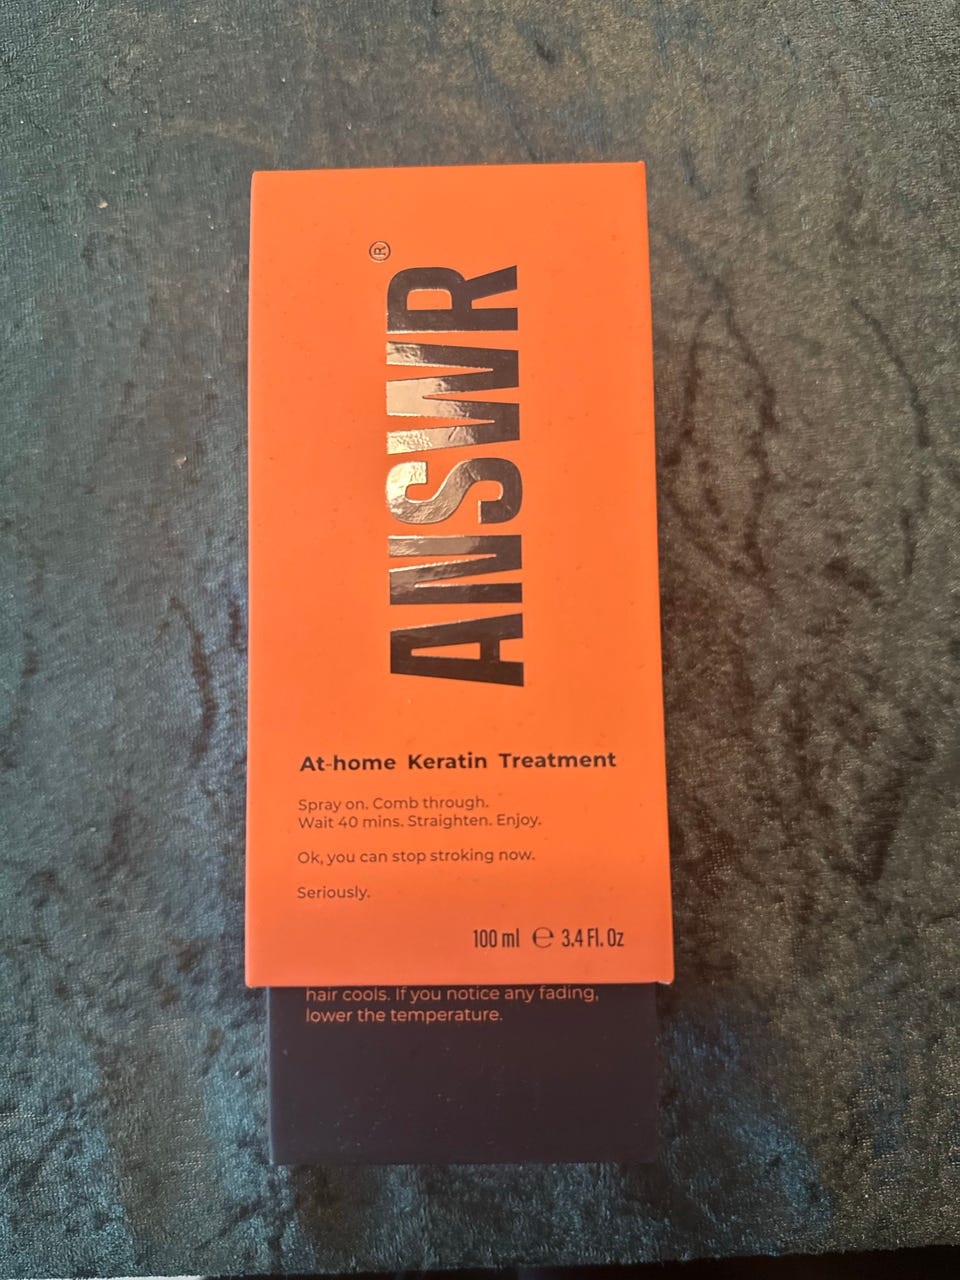 ANSWR®
At-home Keratin Treatment
Spray on. Comb through.
Wait 40 mins. Straighten. Enjoy.
Ok, you can stop stroking now.
Seriously.
100 ml ℮ 3.4 Fl. Oz
hair cools. If you notice any fading,
lower the temperature.